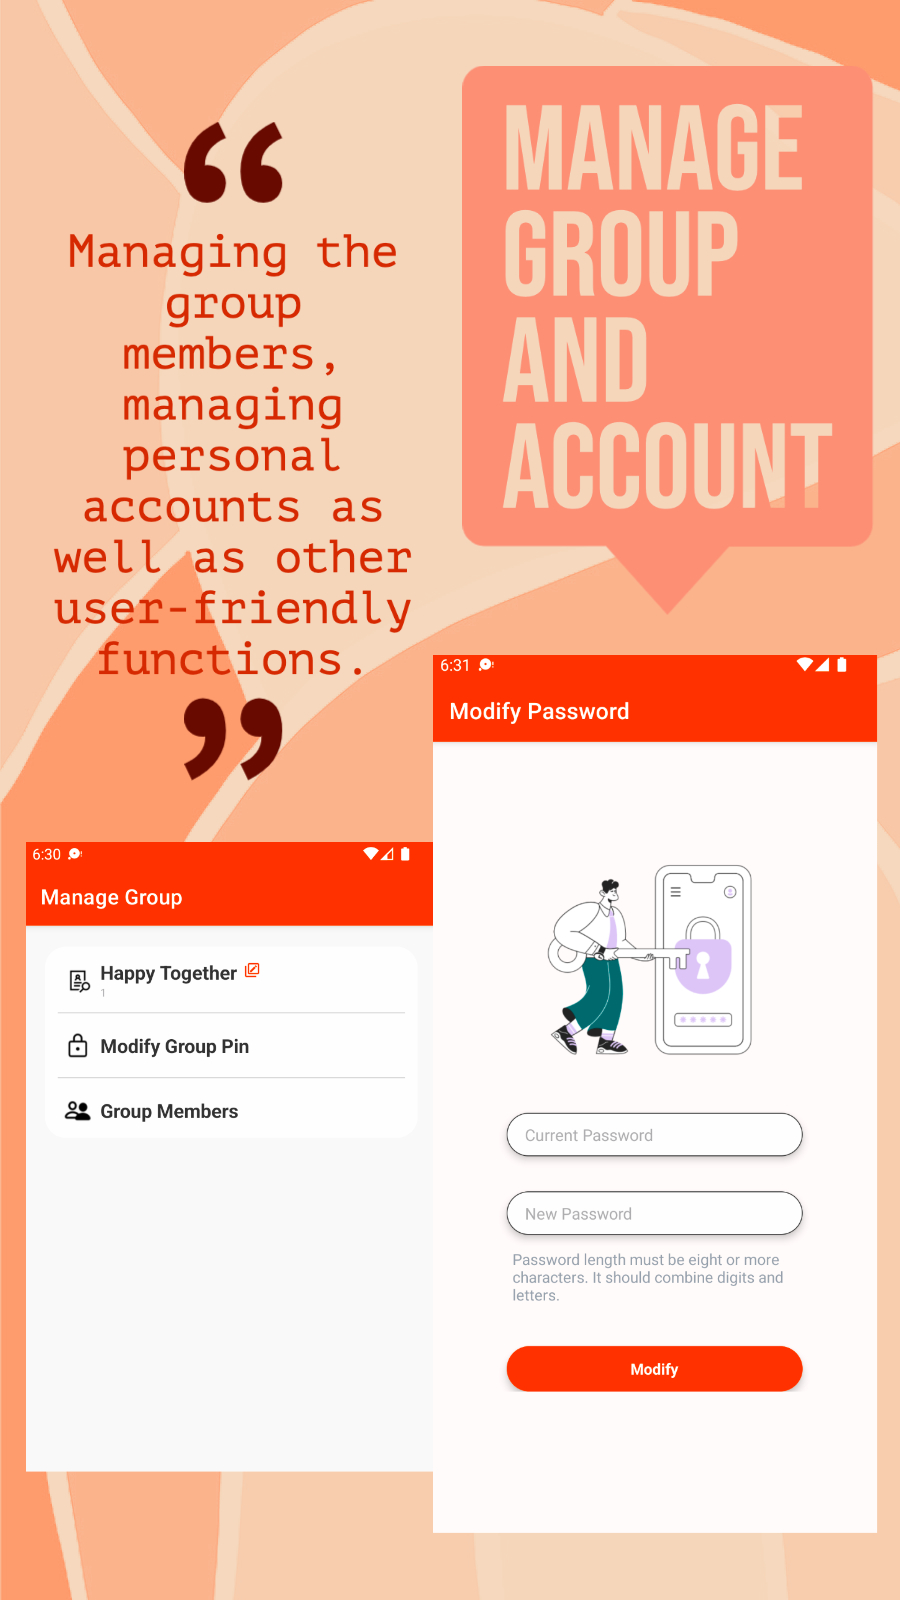 MANAGE
GROUP
AND
ACCOUNT
“
Managing the
group
members,
managing
personal
accounts as
well as other
user-friendly
functions.
”
6:30
Manage Group
Happy Together
1
Modify Group Pin
Group Members
6:31
Modify Password
Current Password
New Password
Password length must be eight or more
characters. It should combine digits and
letters.
Modify